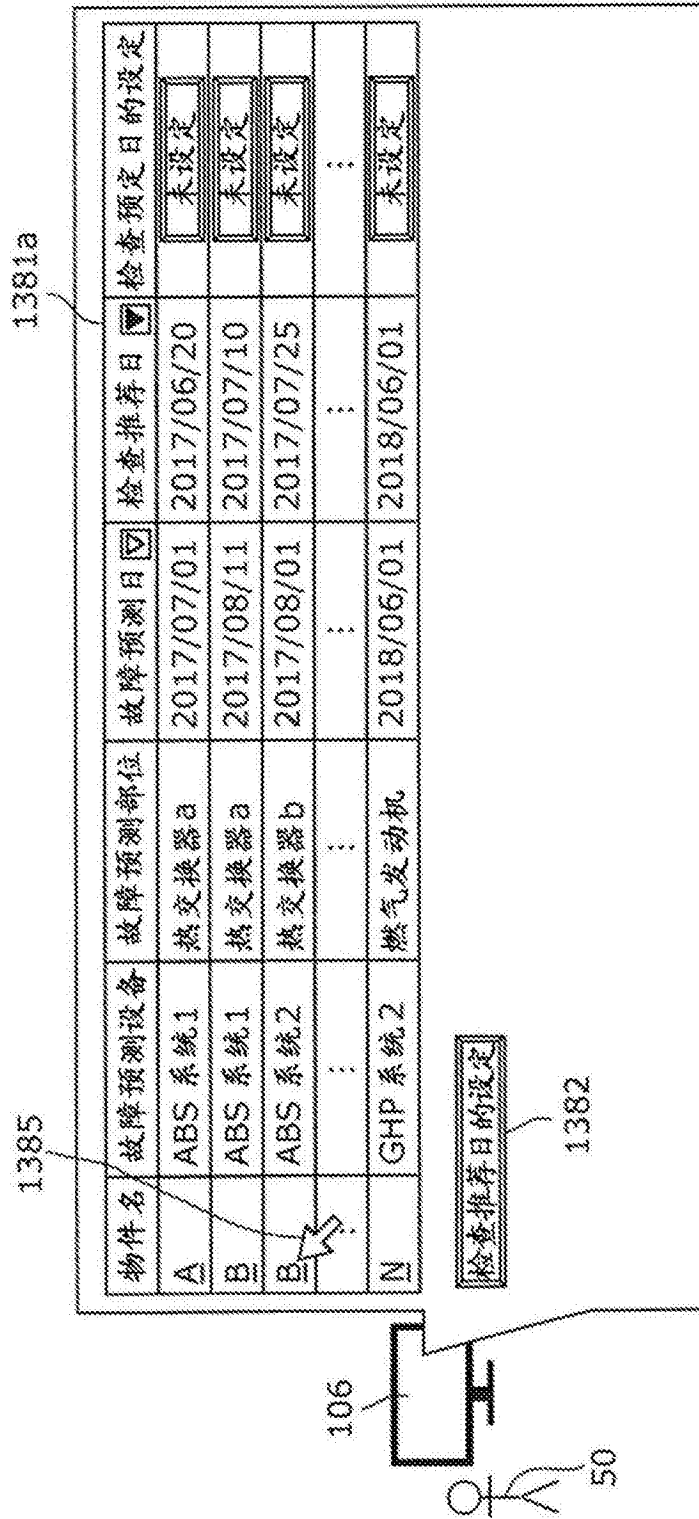 1381a
1385
物件名 故障预测设备 故障预测部位 故障预测日 检查推荐日 检查预定日的设定
A ABS 系统1 热交换器a 2017/07/01 2017/06/20 未设定
B ABS 系统1 热交换器a 2017/08/11 2017/07/10 未设定
B ABS 系统2 热交换器b 2017/08/01 2017/07/25 未设定
⋮ ⋮ ⋮ ⋮ ⋮ ⋮
N GHP 系统2 燃气发动机 2018/06/01 2018/06/01 未设定
106
检查推荐日的设定
1382
50